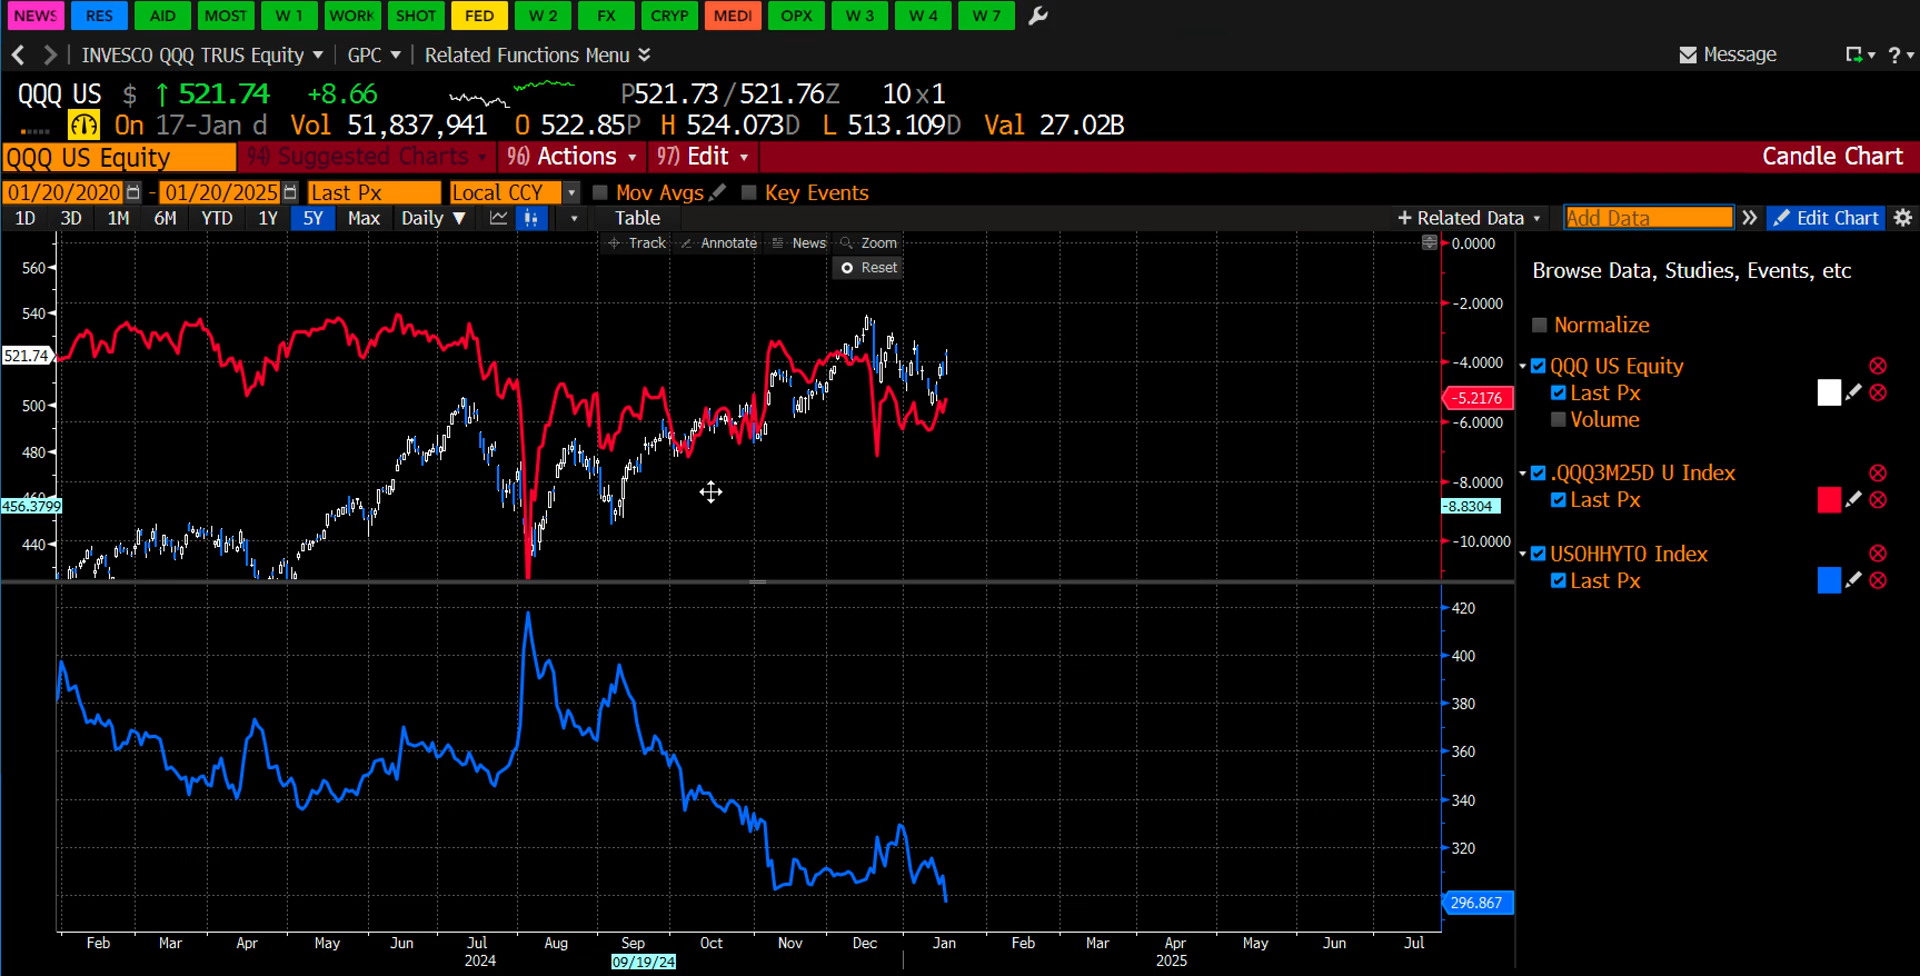 NEWS RES AID MOST W 1 WORK SHOT FED W 2 FX CRYP MEDI OPX W 3 W 4 W 7
INVESCO QQQ TRUS Equity GPC Related Functions Menu Message ?
QQQ US $ ↑ 521.74 +8.66 P521.73/521.76Z 10x1
On 17-Jan d Vol 51,837,941 O 522.85P H 524.073D L 513.109D Val 27.02B
QQQ US Equity 94) Suggested Charts 96) Actions 97) Edit Candle Chart
01/20/2020 - 01/20/2025 Last Px Local CCY Mov Avgs Key Events
1D 3D 1M 6M YTD 1Y 5Y Max Daily ▼ Table + Related Data Add Data » Edit Chart
Track Annotate News Zoom
Reset
560
540
521.74
500
480
460
456.3799
440
0.0000
-2.0000
-4.0000
-5.2176
-6.0000
-8.0000
-8.8304
-10.0000
420
400
380
360
340
320
296.867
Feb Mar Apr May Jun Jul Aug Sep Oct Nov Dec Jan Feb Mar Apr May Jun Jul
2024 09/19/24 2025
Browse Data, Studies, Events, etc
Normalize
QQQ US Equity
Last Px
Volume
.QQQ3M25D U Index
Last Px
USOHHYTO Index
Last Px